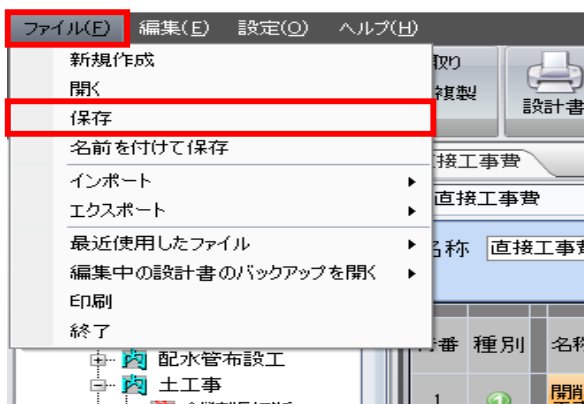 ファイル(F) 編集(E) 設定(O) ヘルプ(H)
新規作成
開く
保存
名前を付けて保存
インポート
エクスポート
最近使用したファイル
編集中の設計書のバックアップを開く
印刷
終了
取り
複製
設計書
直接工事費
直接工事費
名称 直接工事費
行番 種別 名称
1
開削
内 配水管布設工
内 土工事